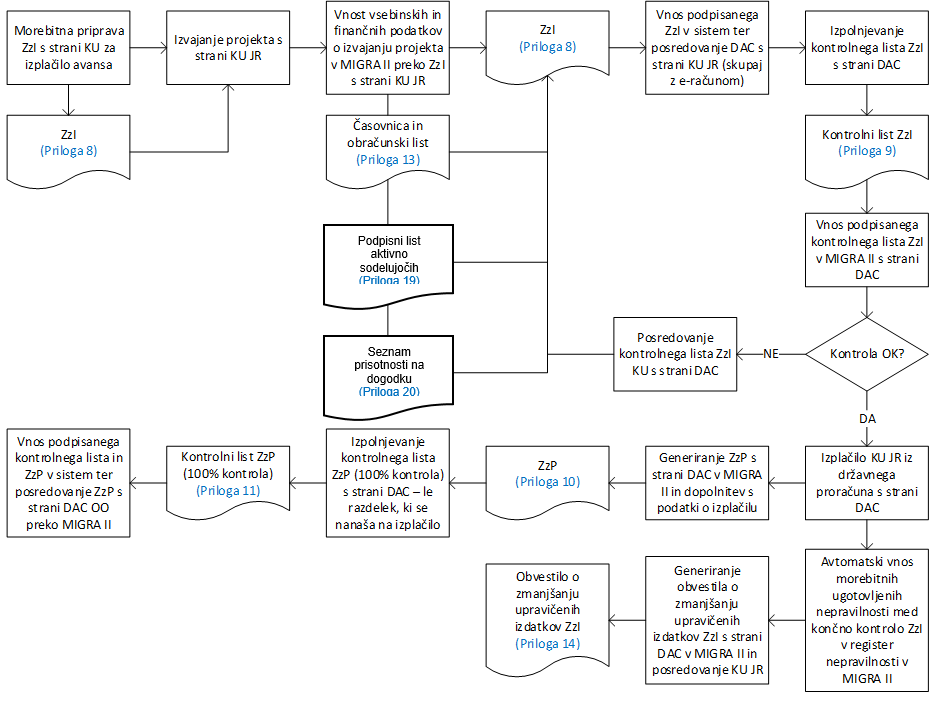 Morebitna priprava
ZzI s strani KU za
izplačilo avansa
Izvajanje projekta s
strani KU JR
Vnost vsebinskih in
finančnih podatkov
o izvajanju projekta
v MIGRA II preko ZzI
s strani KU JR
ZzI
(Priloga 8)
Vnos podpisanega
ZzI v sistem ter
posredovanje DAC s
strani KU JR (skupaj
z e-računom)
Izpolnjevanje
kontrolnega lista ZzI
s strani DAC
ZzI
(Priloga 8)
Časovnica in
obračunski list
(Priloga 13)
Kontrolni list ZzI
(Priloga 9)
Podpisni list
aktivno
sodelujočih
(Priloga 19)
Vnos podpisanega
kontrolnega lista ZzI
v MIGRA II s strani
DAC
Seznam
prisotnosti na
dogodku
(Priloga 20)
Posredovanje
kontrolnega lista ZzI
KU s strani DAC
NE
Kontrola OK?
DA
Vnos podpisanega
kontrolnega lista in
ZzP v sistem ter
posredovanje ZzP s
strani DAC OO
preko MIGRA II
Kontrolni list ZzP
(100% kontrola)
(Priloga 11)
Izpolnjevanje
kontrolnega lista
ZzP (100% kontrola)
s strani DAC – le
razdelek, ki se
nanaša na izplačilo
ZzP
(Priloga 10)
Generiranje ZzP s
strani DAC v MIGRA
II in dopolnitev s
podatki o izplačilu
Izplačilo KU JR iz
državnega
proračuna s strani
DAC
Obvestilo o
zmanjšanju
upravičenih
izdatkov ZzI
(Priloga 14)
Generiranje
obvestila o
zmanjšanju
upravičenih
izdatkov ZzI s strani
DAC v MIGRA II in
posredovanje KU JR
Avtomatski vnos
morebitnih
ugotovljenih
nepravilnosti med
končno kontrolo ZzI
v register
nepravilnosti v
MIGRA II